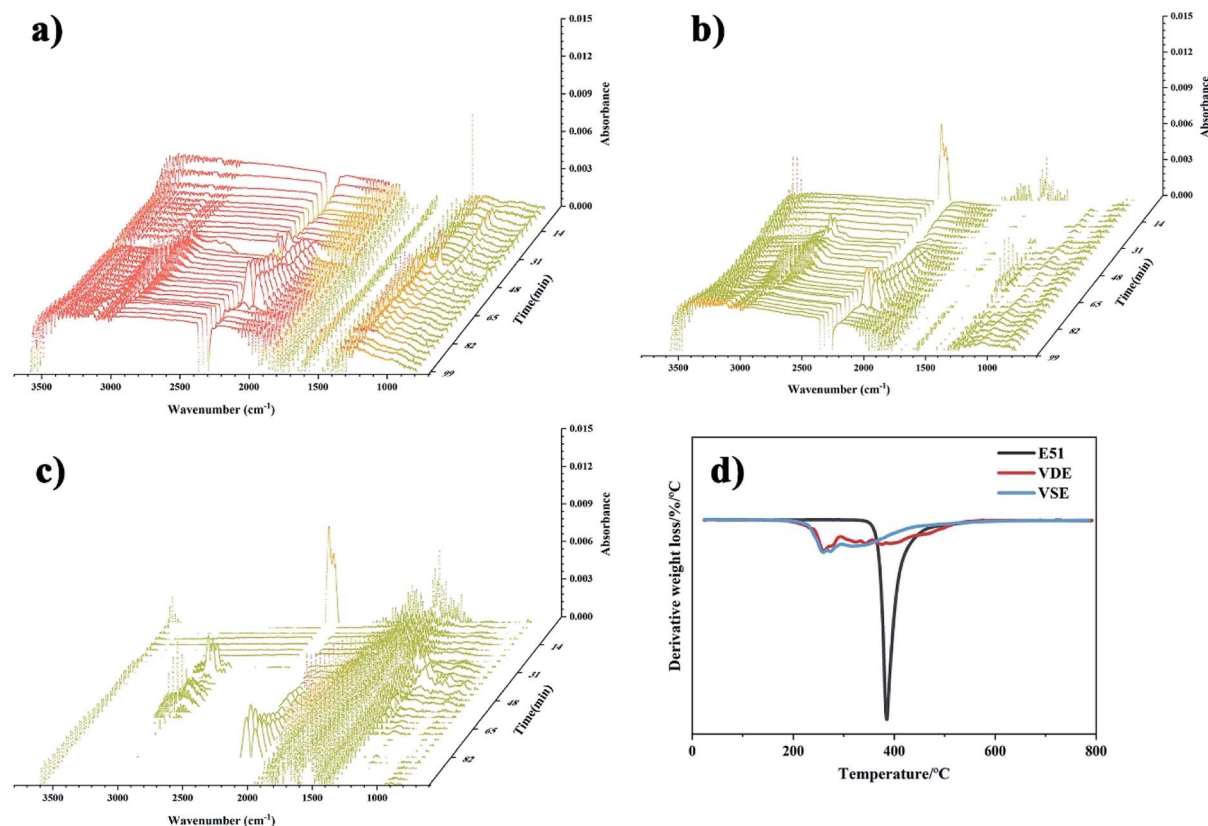 a)
0.015
0.012
0.009
0.006
0.003
0.000
Absorbance
14
31
48
65
82
99
Time(min)
3500 3000 2500 2000 1500 1000
Wavenumber (cm⁻¹)
b)
0.015
0.012
0.009
0.006
0.003
0.000
Absorbance
14
31
48
65
82
99
Time(min)
3500 3000 2500 2000 1500 1000
Wavenumber (cm⁻¹)
c)
0.015
0.012
0.009
0.006
0.003
0.000
Absorbance
14
31
48
65
82
Time(min)
3500 3000 2500 2000 1500 1000
Wavenumber (cm⁻¹)
d)
E51
VDE
VSE
Derivative weight loss/%/°C
0 200 400 600 800
Temperature/°C